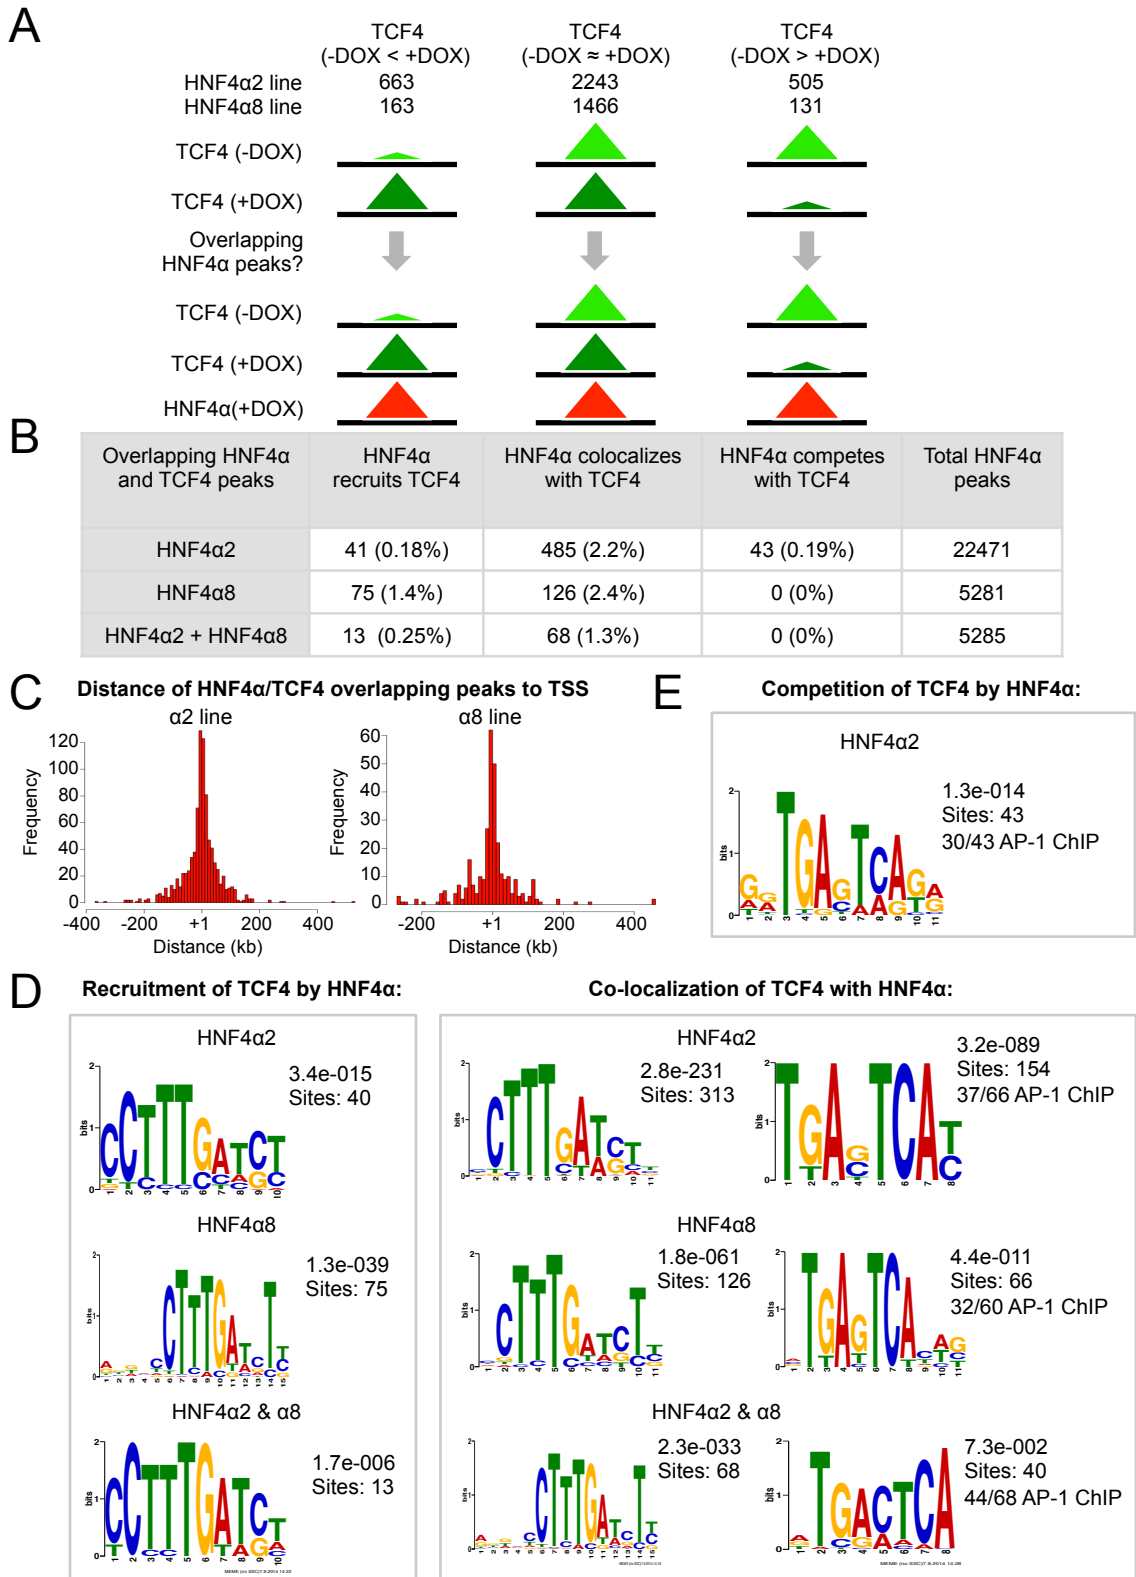 A
TCF4 (-DOX < +DOX)
TCF4 (-DOX ≈ +DOX)
TCF4 (-DOX > +DOX)
HNF4α2 line 663 2243 505
HNF4α8 line 163 1466 131
TCF4 (-DOX)
TCF4 (+DOX)
Overlapping
HNF4α peaks?
TCF4 (-DOX)
TCF4 (+DOX)
HNF4α(+DOX)
B
Overlapping HNF4α and TCF4 peaks
HNF4α recruits TCF4
HNF4α colocalizes with TCF4
HNF4α competes with TCF4
Total HNF4α peaks
HNF4α2 41 (0.18%) 485 (2.2%) 43 (0.19%) 22471
HNF4α8 75 (1.4%) 126 (2.4%) 0 (0%) 5281
HNF4α2 + HNF4α8 13 (0.25%) 68 (1.3%) 0 (0%) 5285
C
Distance of HNF4α/TCF4 overlapping peaks to TSS
α2 line
Frequency
120
100
80
60
40
20
0
-400 -200 +1 200 400
Distance (kb)
α8 line
Frequency
60
50
40
30
20
10
0
-200 +1 200 400
Distance (kb)
E
Competition of TCF4 by HNF4α:
HNF4α2
1.3e-014
Sites: 43
30/43 AP-1 ChIP
D
Recruitment of TCF4 by HNF4α:
HNF4α2
3.4e-015
Sites: 40
HNF4α8
1.3e-039
Sites: 75
HNF4α2 & α8
1.7e-006
Sites: 13
Co-localization of TCF4 with HNF4α:
HNF4α2
2.8e-231
Sites: 313
3.2e-089
Sites: 154
37/66 AP-1 ChIP
HNF4α8
1.8e-061
Sites: 126
4.4e-011
Sites: 66
32/60 AP-1 ChIP
HNF4α2 & α8
2.3e-033
Sites: 68
7.3e-002
Sites: 40
44/68 AP-1 ChIP